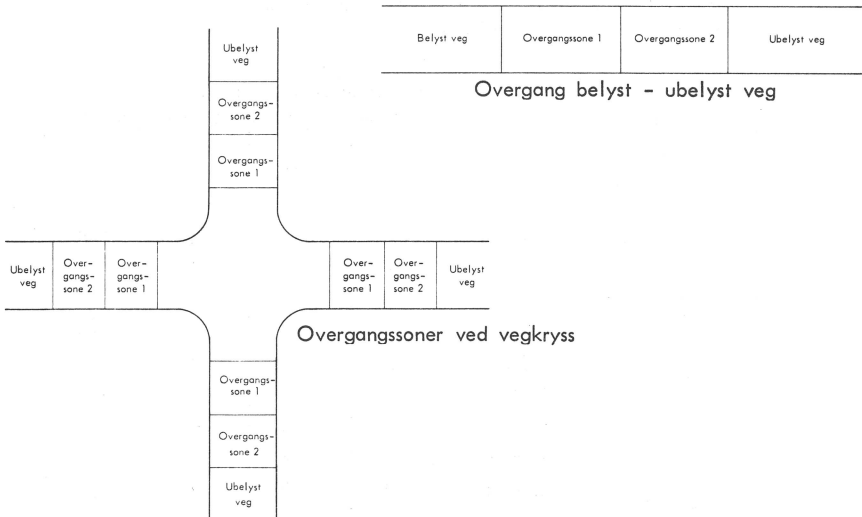 Belyst veg
Overgangssone 1
Overgangssone 2
Ubelyst veg
Overgang belyst - ubelyst veg
Ubelyst
veg
Overgangs-
sone 2
Overgangs-
sone 1
Ubelyst
veg
Over-
gangs-
sone 2
Over-
gangs-
sone 1
Over-
gangs-
sone 1
Over-
gangs-
sone 2
Ubelyst
veg
Overgangssoner ved vegkryss
Overgangs-
sone 1
Overgangs-
sone 2
Ubelyst
veg